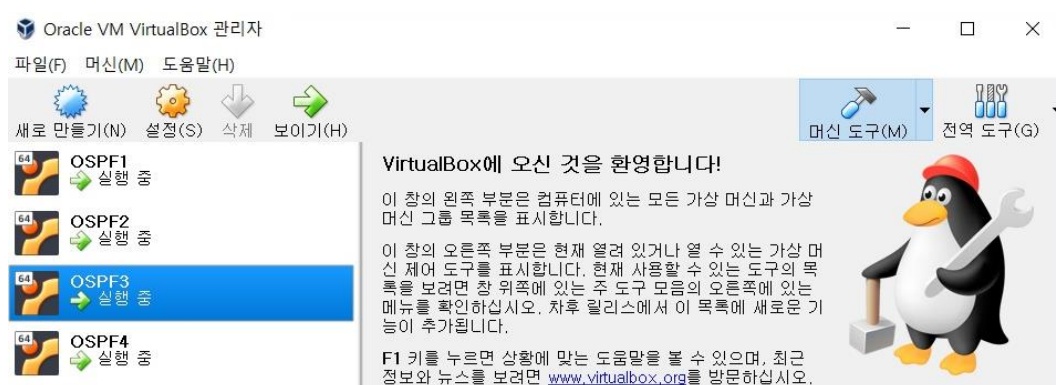 Oracle VM VirtualBox 관리자
파일(F) 머신(M) 도움말(H)
새로 만들기(N) 설정(S) 삭제 보이기(H) 머신 도구(M) 전역 도구(G)
64 OSPF1
실행 중
64 OSPF2
실행 중
64 OSPF3
실행 중
64 OSPF4
실행 중
VirtualBox에 오신 것을 환영합니다!
이 창의 왼쪽 부분은 컴퓨터에 있는 모든 가상 머신과 가상
머신 그룹 목록을 표시합니다.
이 창의 오른쪽 부분은 현재 열려 있거나 열 수 있는 가상 머
신 제어 도구를 표시합니다. 현재 사용할 수 있는 도구의 목
록을 보려면 창 위쪽에 있는 주 도구 모음의 오른쪽에 있는
메뉴를 확인하십시오. 차후 릴리스에서 이 목록에 새로운 기
능이 추가됩니다.
F1 키를 누르면 상황에 맞는 도움말을 볼 수 있으며, 최근
정보와 뉴스를 보려면 www.virtualbox.org를 방문하십시오.